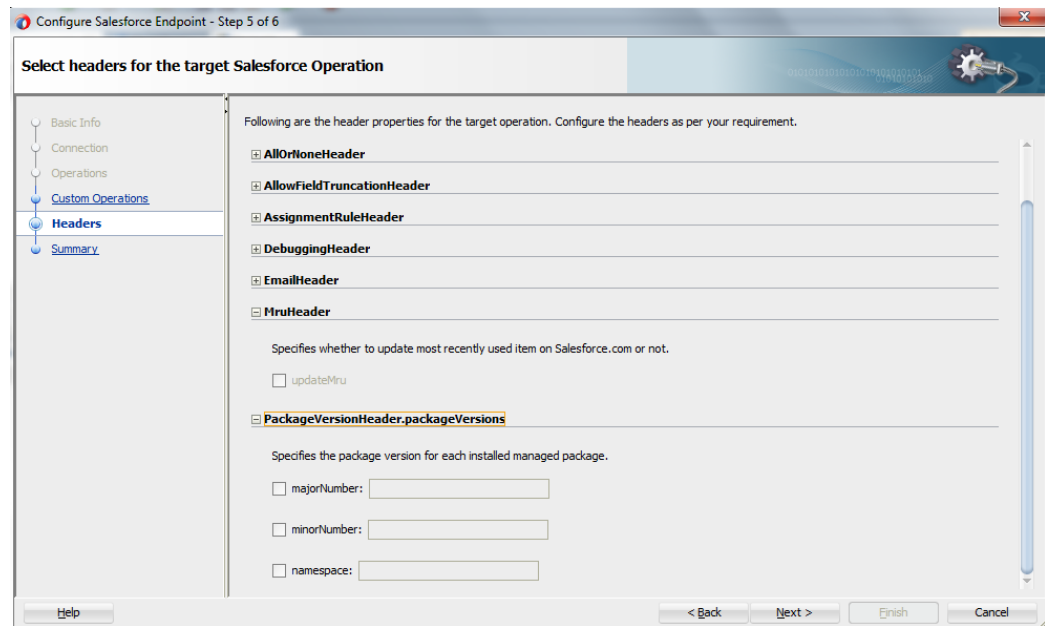 Configure Salesforce Endpoint - Step 5 of 6
Select headers for the target Salesforce Operation
Basic Info
Connection
Operations
Custom Operations
Headers
Summary
Following are the header properties for the target operation. Configure the headers as per your requirement.
AllOrNoneHeader
AllowFieldTruncationHeader
AssignmentRuleHeader
DebuggingHeader
EmailHeader
MruHeader
Specifies whether to update most recently used item on Salesforce.com or not.
updateMru
PackageVersionHeader.packageVersions
Specifies the package version for each installed managed package.
majorNumber:
minorNumber:
namespace:
Help
< Back
Next >
Finish
Cancel